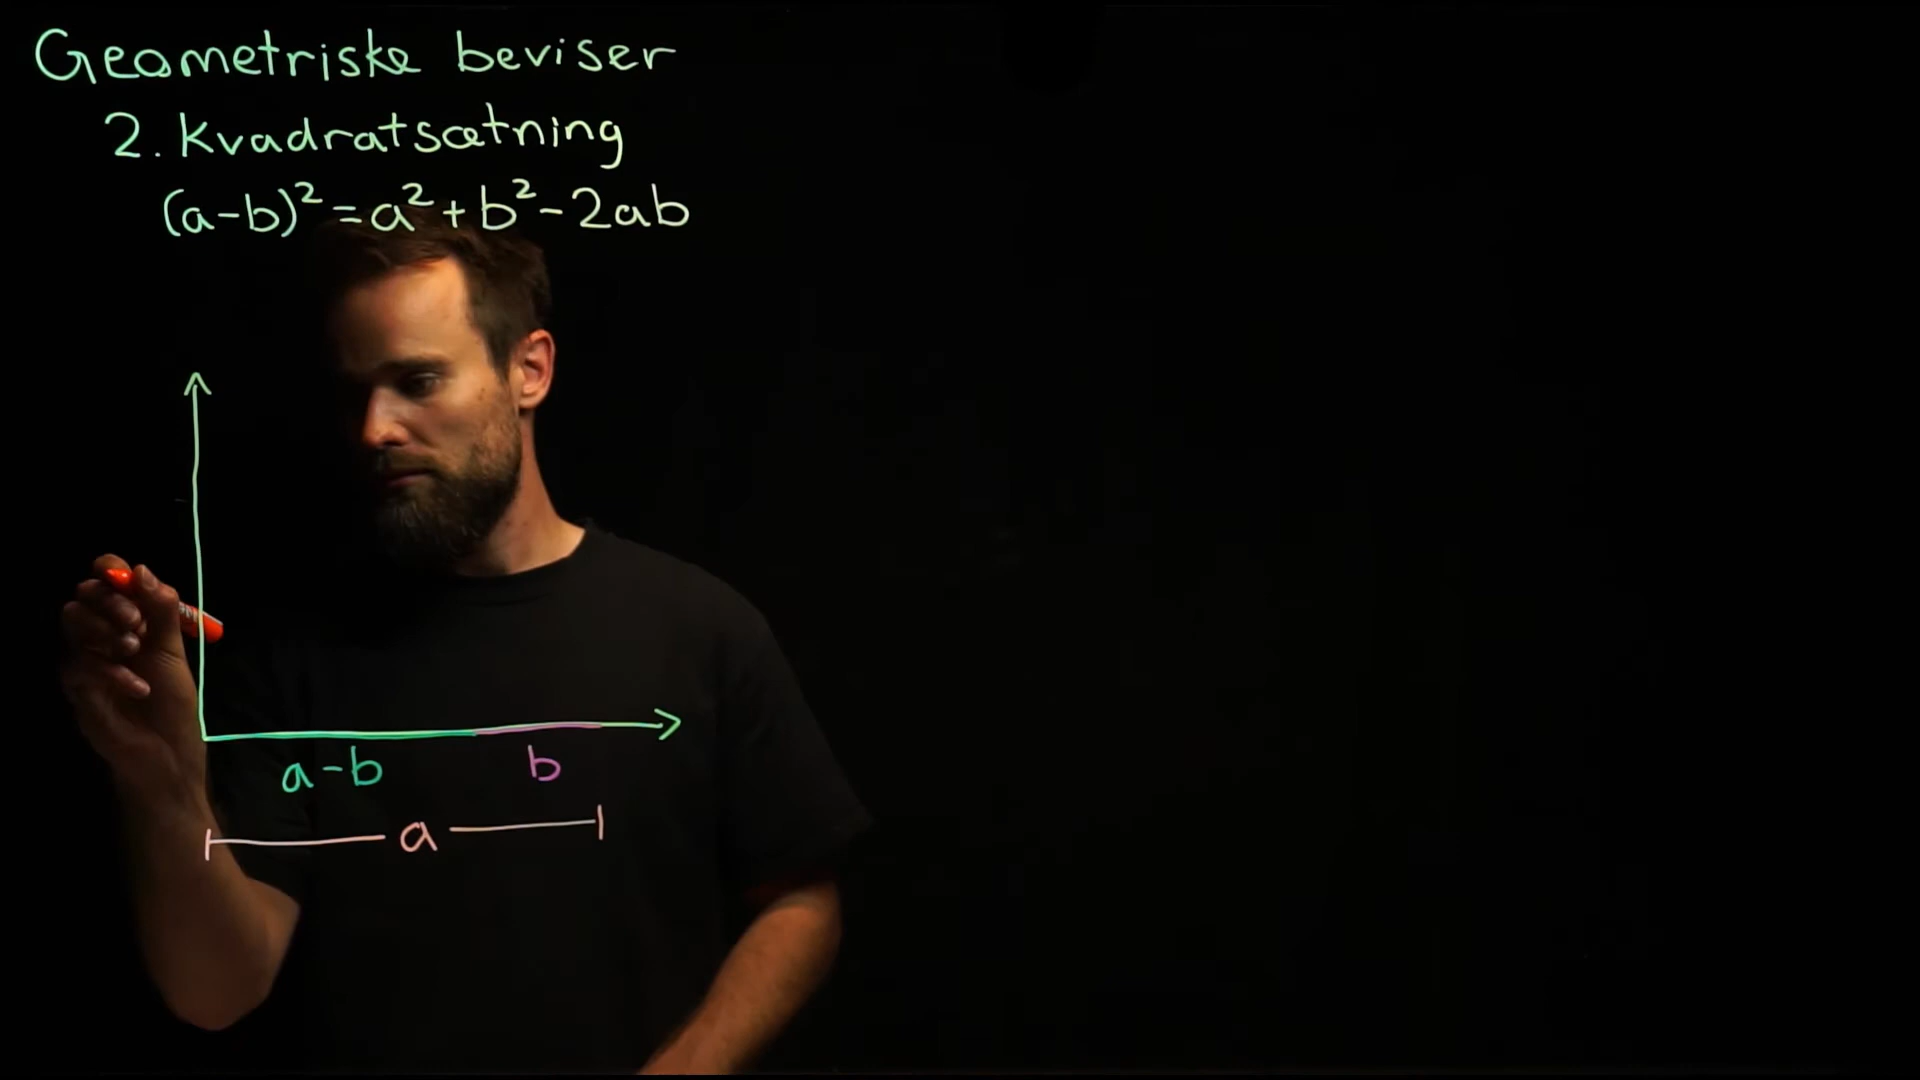 Geometriske beviser
2. Kvadratsætning
(a-b)² = a² + b² - 2ab
a-b
b
a